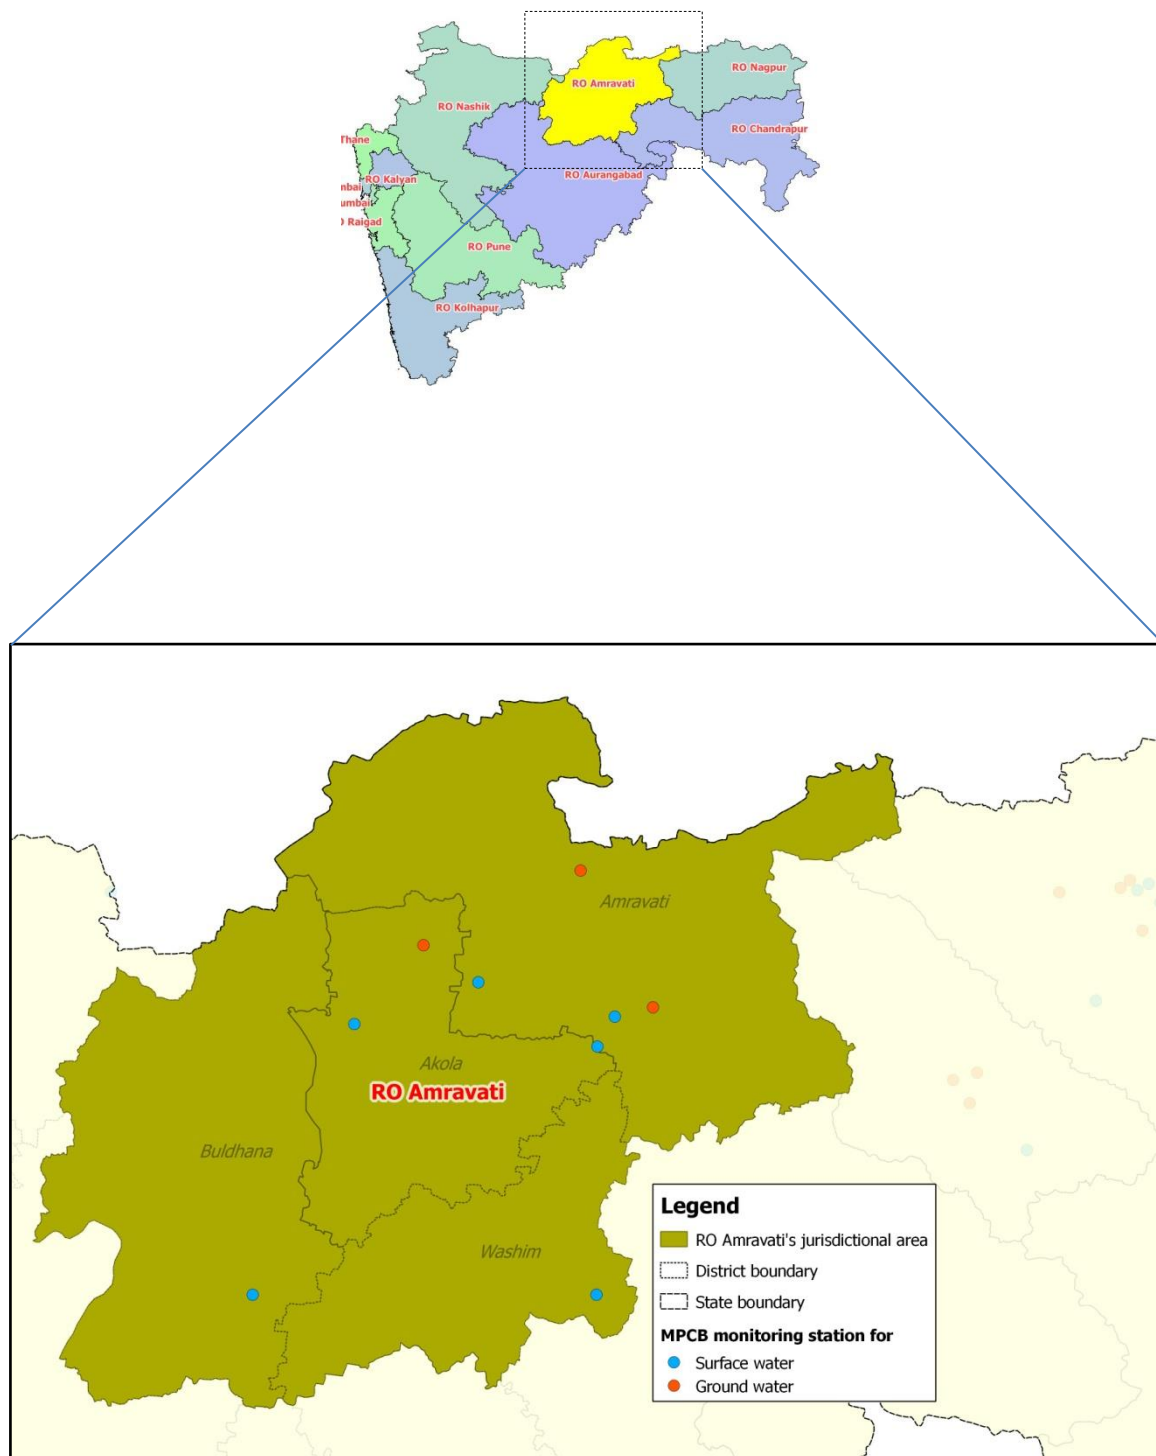 RO Amravati
RO Nagpur
RO Nashik
RO Chandrapur
Thane
RO Kalyan
RO Aurangabad
nbai
umbai
O Raigad
RO Pune
RO Kolhapur
Amravati
Akola
RO Amravati
Buldhana
Washim
Legend
RO Amravati's jurisdictional area
District boundary
State boundary
MPCB monitoring station for
Surface water
Ground water